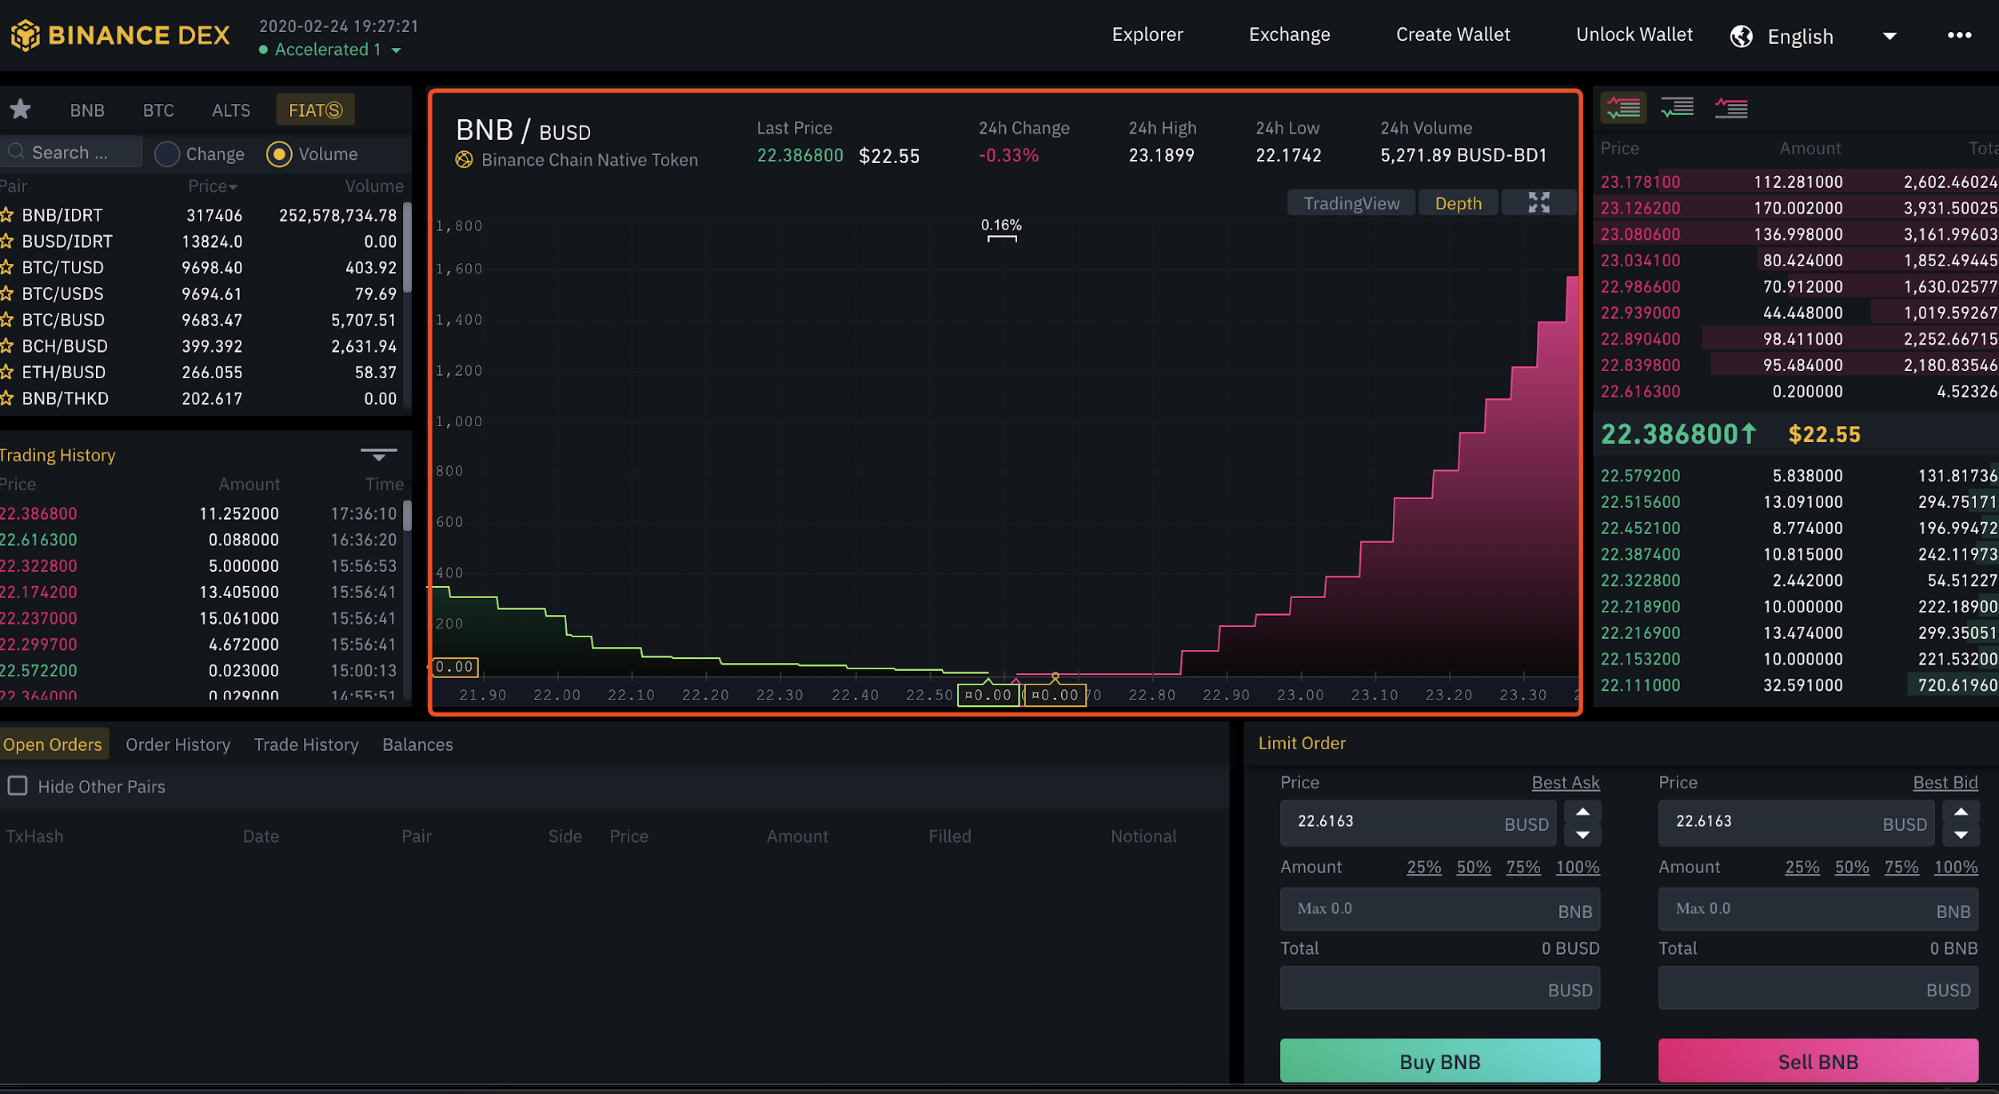 BINANCE DEX
2020-02-24 19:27:21
Accelerated 1
Explorer Exchange Create Wallet Unlock Wallet English
BNB BTC ALTS FIATⓈ
Search ... Change Volume
Pair Price Volume
BNB/IDRT 317406 252,578,734.78
BUSD/IDRT 13824.0 0.00
BTC/TUSD 9698.40 403.92
BTC/USDS 9694.61 79.69
BTC/BUSD 9683.47 5,707.51
BCH/BUSD 399.392 2,631.94
ETH/BUSD 266.055 58.37
BNB/THKD 202.617 0.00
Trading History
Price Amount Time
22.386800 11.252000 17:36:10
22.616300 0.088000 16:36:20
22.322800 5.000000 15:56:53
22.174200 13.405000 15:56:41
22.237000 15.061000 15:56:41
22.299700 4.672000 15:56:41
22.572200 0.023000 15:00:13
22.364000 0.029000 14:55:51
BNB / BUSD
Binance Chain Native Token
Last Price 24h Change 24h High 24h Low 24h Volume
22.386800 $22.55 -0.33% 23.1899 22.1742 5,271.89 BUSD-BD1
TradingView Depth
0.16%
1,800
1,600
1,400
1,200
1,000
800
600
400
200
0.00
21.90 22.00 22.10 22.20 22.30 22.40 22.50 ¤0.00 ¤0.00 70 22.80 22.90 23.00 23.10 23.20 23.30 2
Price Amount Tota
23.178100 112.281000 2,602.46024
23.126200 170.002000 3,931.50025
23.080600 136.998000 3,161.99603
23.034100 80.424000 1,852.49445
22.986600 70.912000 1,630.02577
22.939000 44.448000 1,019.59267
22.890400 98.411000 2,252.66715
22.839800 95.484000 2,180.83546
22.616300 0.200000 4.52326
22.386800↑ $22.55
22.579200 5.838000 131.81736
22.515600 13.091000 294.75171
22.452100 8.774000 196.99472
22.387400 10.815000 242.11973
22.322800 2.442000 54.51227
22.218900 10.000000 222.18900
22.216900 13.474000 299.35051
22.153200 10.000000 221.53200
22.111000 32.591000 720.61960
Open Orders Order History Trade History Balances
Hide Other Pairs
TxHash Date Pair Side Price Amount Filled Notional
Limit Order
Price Best Ask
22.6163 BUSD
Amount 25% 50% 75% 100%
Max 0.0 BNB
Total 0 BUSD
BUSD
Buy BNB
Price Best Bid
22.6163 BUSD
Amount 25% 50% 75% 100%
Max 0.0 BNB
Total 0 BNB
BUSD
Sell BNB